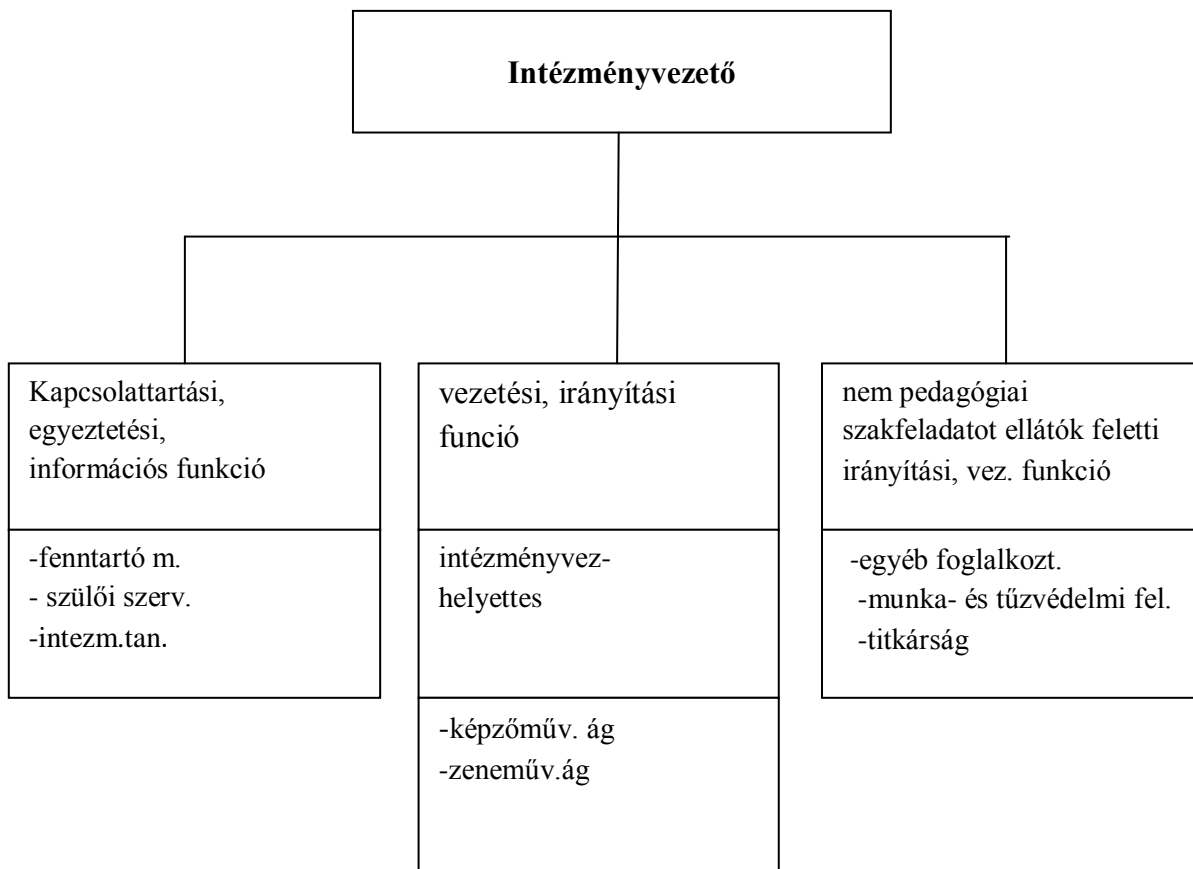 Intézményvezető
Kapcsolattartási,
egyeztetési,
információs funkció
-fenntartó m.
- szülői szerv.
-intezm.tan.
vezetési, irányítási
funció
intézményvez-
helyettes
-képzőműv. ág
-zeneműv.ág
nem pedagógiai
szakfeladatot ellátók feletti
irányítási, vez. funkció
-egyéb foglalkozt.
-munka- és tűzvédelmi fel.
-titkárság